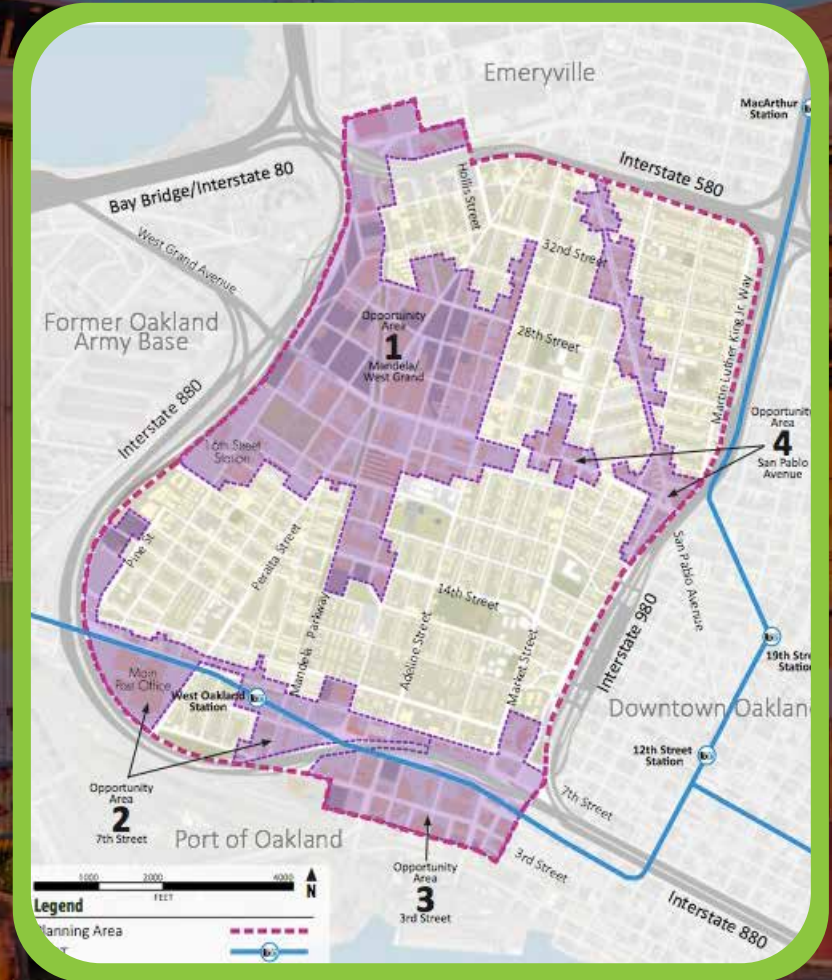 Emeryville
MacArthur
Station
Interstate 580
Bay Bridge/Interstate 80
Hollis Street
West Grand Avenue
32nd Street
Martin Luther King Jr. Way
Former Oakland
Army Base
Opportunity
Area
1
Mandela/
West Grand
28th Street
Interstate 880
Opportunity
Area
4
San Pablo
Avenue
16th Street
Station
Pine St
Peralta Street
14th Street
San Pablo Avenue
Mandela Parkway
Adeline Street
Market Street
Interstate 980
19th Stre
Statio
Main
Post Office
West Oakland
Station
Downtown Oaklan
12th Street
Station
Opportunity
Area
2
7th Street
7th Street
Port of Oakland
3rd Street
Opportunity
Area
3
3rd Street
Interstate 880
1000 2000 4000
FEET
N
Legend
lanning Area